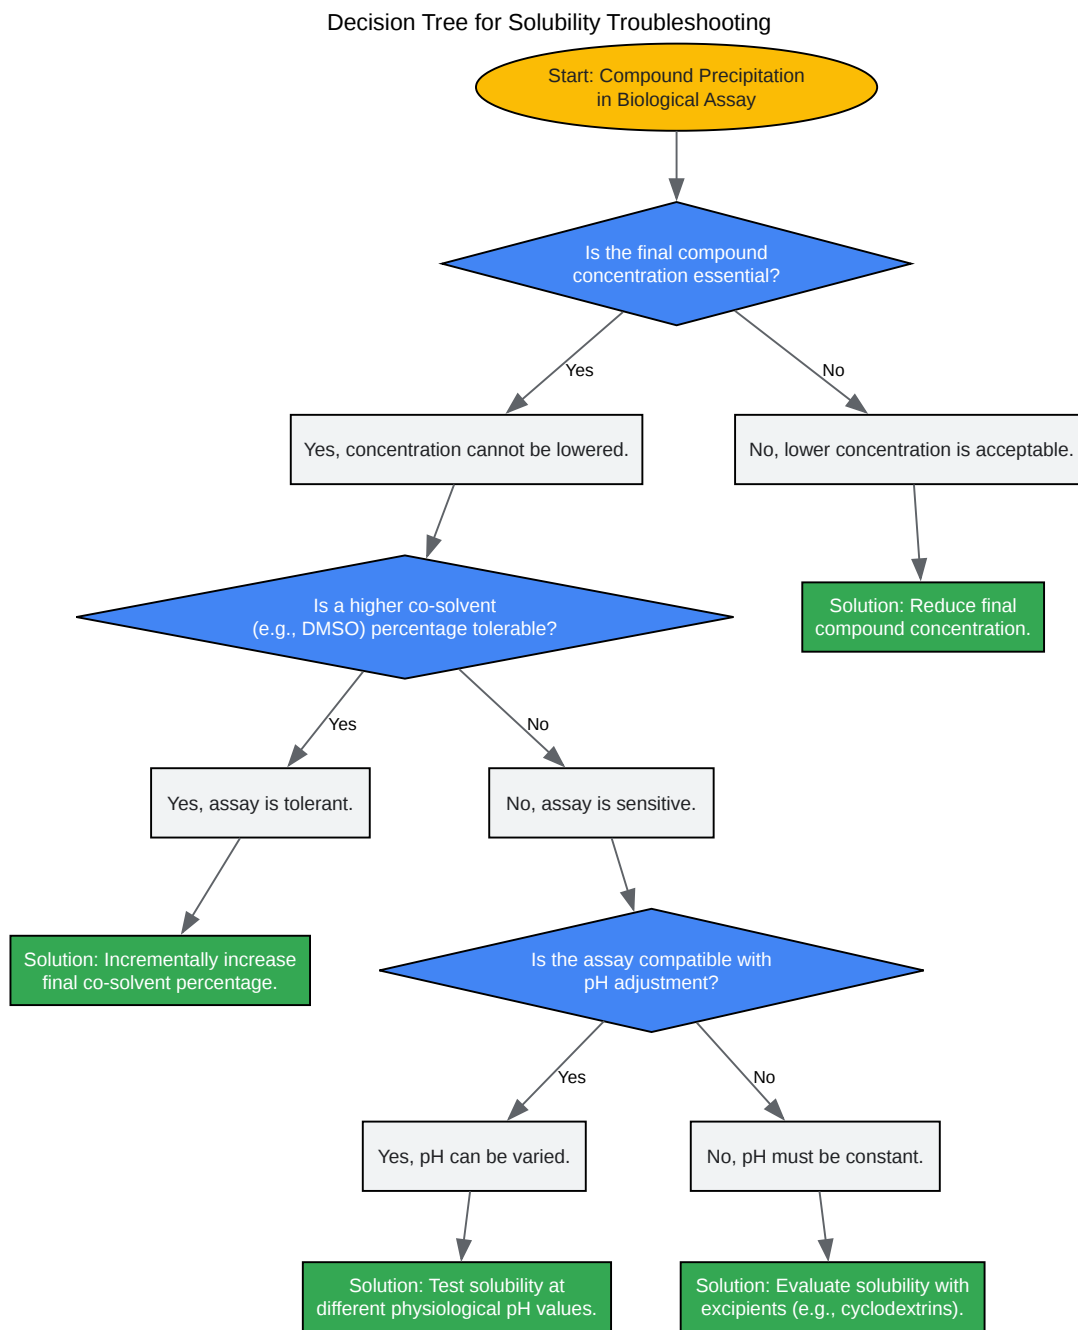 Decision Tree for Solubility Troubleshooting
Start: Compound Precipitation
in Biological Assay
Is the final compound
concentration essential?
Yes
No
Yes, concentration cannot be lowered.
No, lower concentration is acceptable.
Is a higher co-solvent
(e.g., DMSO) percentage tolerable?
Solution: Reduce final
compound concentration.
Yes
No
Yes, assay is tolerant.
No, assay is sensitive.
Solution: Incrementally increase
final co-solvent percentage.
Is the assay compatible with
pH adjustment?
Yes
No
Yes, pH can be varied.
No, pH must be constant.
Solution: Test solubility at
different physiological pH values.
Solution: Evaluate solubility with
excipients (e.g., cyclodextrins).